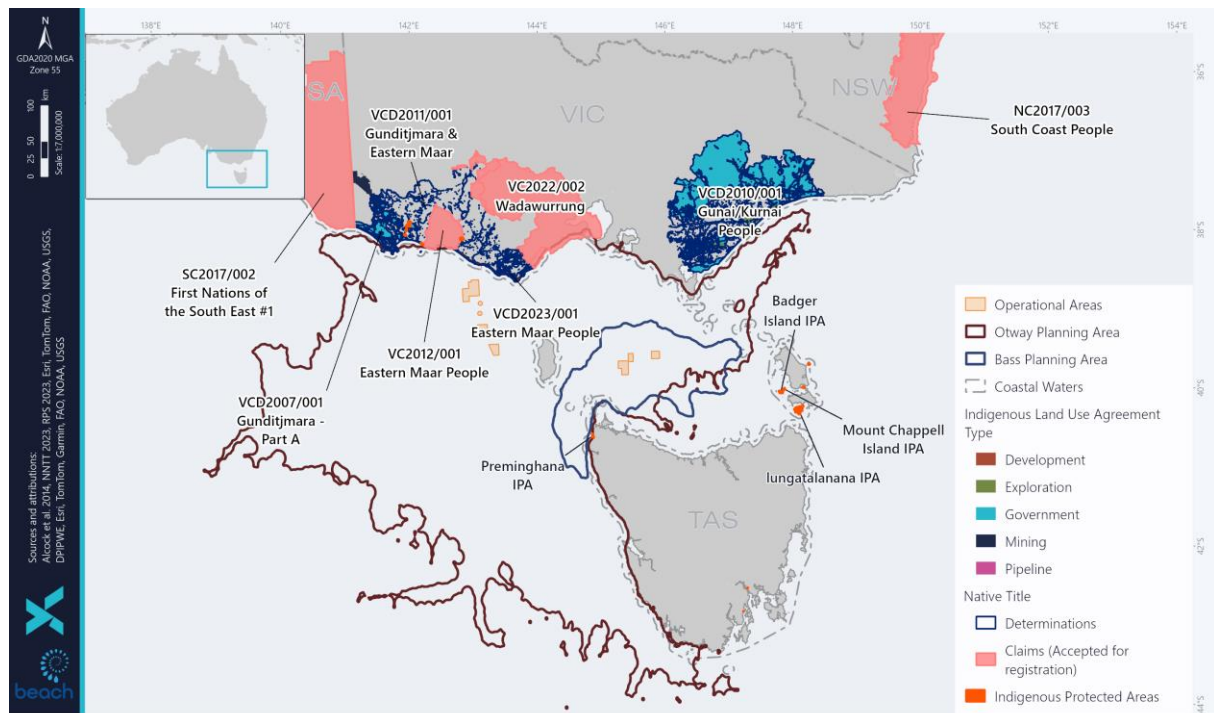 N
GDA2020 MGA
Zone 55
0 25 50 100
km
Scale: 1:7,000,000
Sources and attributions:
Alcock et al. 2014, NNTT 2023, RPS 2023, Esri, TomTom, FAO, NOAA, USGS,
DPIPWE, Esri, TomTom, Garmin, FAO, NOAA, USGS
beach
138°E
140°E
142°E
144°E
146°E
148°E
150°E
152°E
154°E
36°S
38°S
40°S
42°S
44°S
SA
VIC
NSW
TAS
VCD2011/001
Gunditjmara &
Eastern Maar
VC2022/002
Wadawurrung
VCD2010/001
Gunai/Kurnai
People
NC2017/003
South Coast People
SC2017/002
First Nations of
the South East #1
VCD2023/001
Eastern Maar People
VC2012/001
Eastern Maar People
VCD2007/001
Gunditjmara -
Part A
Badger
Island IPA
Mount Chappell
Island IPA
lungatalanana IPA
Preminghana
IPA
Operational Areas
Otway Planning Area
Bass Planning Area
Coastal Waters
Indigenous Land Use Agreement
Type
Development
Exploration
Government
Mining
Pipeline
Native Title
Determinations
Claims (Accepted for
registration)
Indigenous Protected Areas